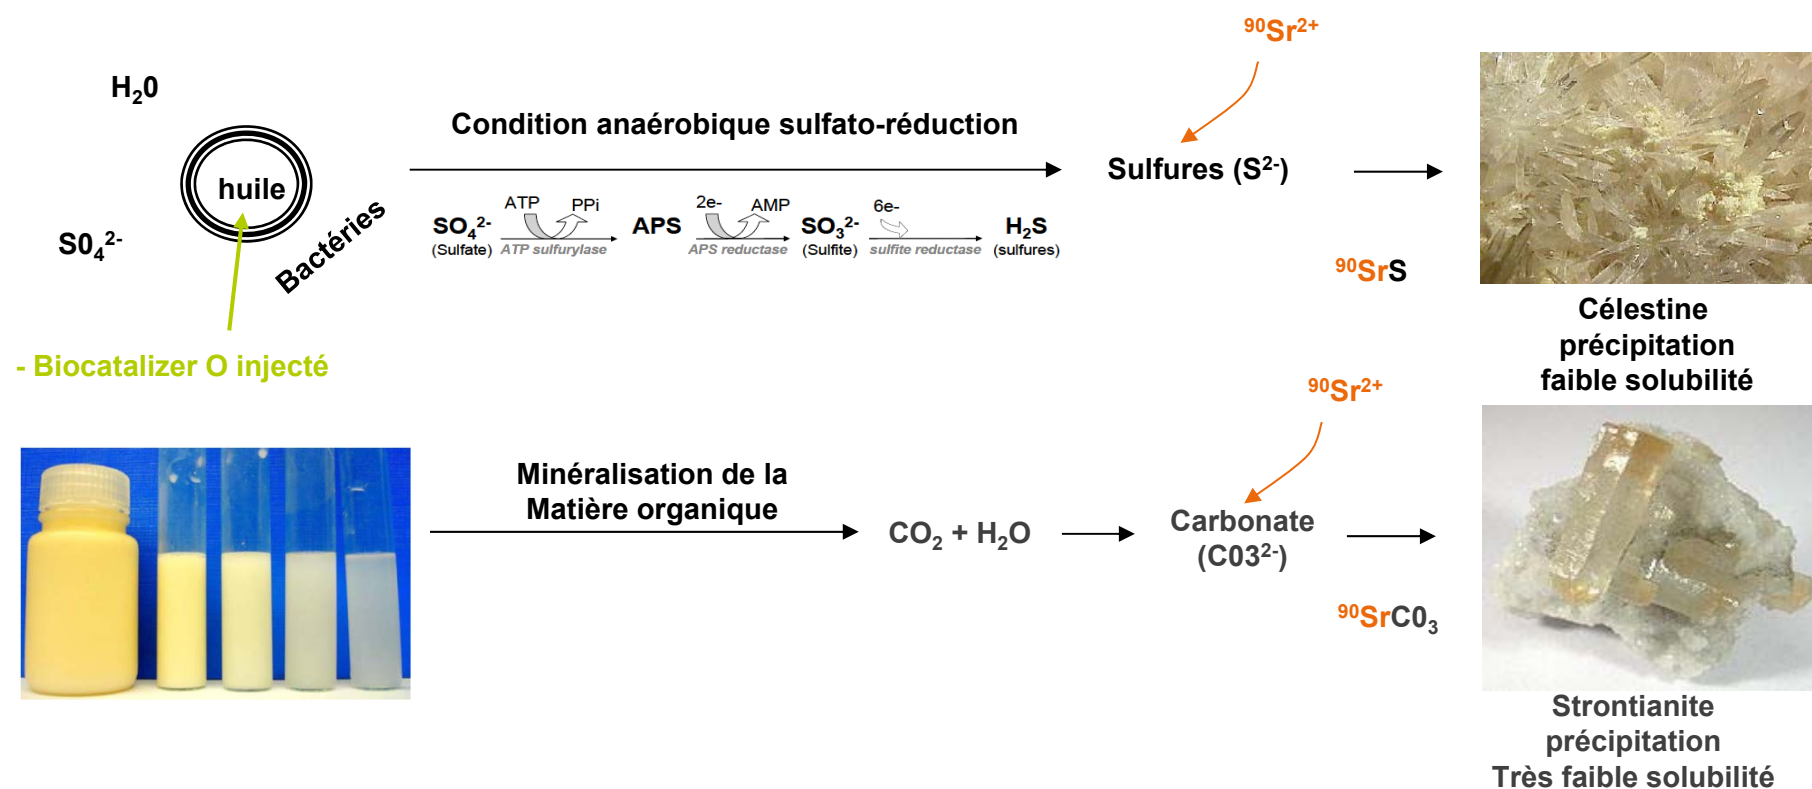 ⁹⁰Sr²⁺
H₂0
Condition anaérobique sulfato-réduction
huile
Sulfures (S²⁻)
S0₄²⁻
Bactéries
ATP
PPi
2e-
AMP
6e-
SO₄²⁻
APS
SO₃²⁻
H₂S
(Sulfate)
ATP sulfurylase
APS reductase
(Sulfite)
sulfite reductase
(sulfures)
⁹⁰SrS
Célestine
précipitation
faible solubilité
- Biocatalizer O injecté
⁹⁰Sr²⁺
Minéralisation de la
Matière organique
CO₂ + H₂O
Carbonate
(C03²⁻)
⁹⁰SrC0₃
Strontianite
précipitation
Très faible solubilité